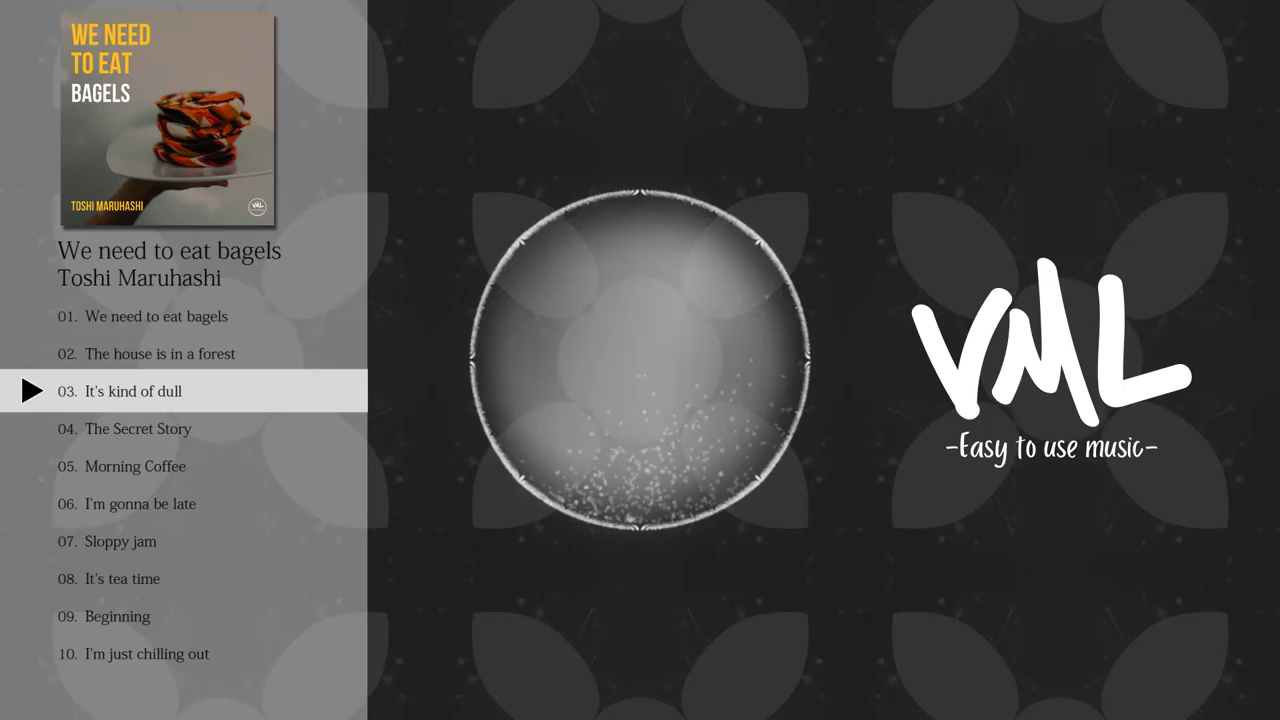 WE NEED
TO EAT
BAGELS
TOSHI MARUHASHI
VML
We need to eat bagels
Toshi Maruhashi
01. We need to eat bagels
02. The house is in a forest
03. It's kind of dull
04. The Secret Story
05. Morning Coffee
06. I'm gonna be late
07. Sloppy jam
08. It's tea time
09. Beginning
10. I'm just chilling out
VML
-Easy to use music-